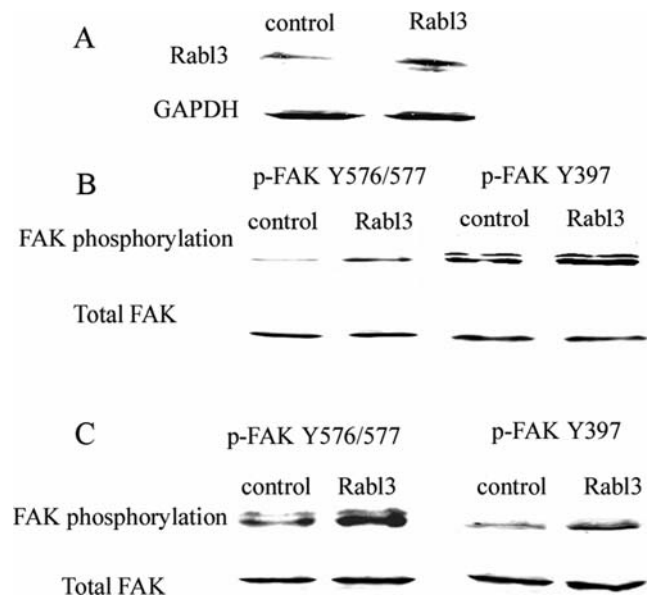 A
control Rabl3
Rabl3
GAPDH
B
p-FAK Y576/577 p-FAK Y397
control Rabl3 control Rabl3
FAK phosphorylation
Total FAK
C
p-FAK Y576/577 p-FAK Y397
control Rabl3 control Rabl3
FAK phosphorylation
Total FAK